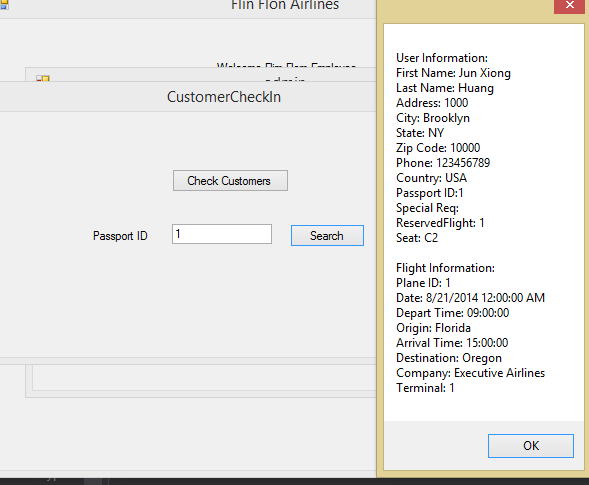 Flin Flon Airlines
Welcome Flim Flam Employee
admin
CustomerCheckIn
Check Customers
Passport ID
1
Search
User Information:
First Name: Jun Xiong
Last Name: Huang
Address: 1000
City: Brooklyn
State: NY
Zip Code: 10000
Phone: 123456789
Country: USA
Passport ID:1
Special Req:
ReservedFlight: 1
Seat: C2
Flight Information:
Plane ID: 1
Date: 8/21/2014 12:00:00 AM
Depart Time: 09:00:00
Origin: Florida
Arrival Time: 15:00:00
Destination: Oregon
Company: Executive Airlines
Terminal: 1
OK